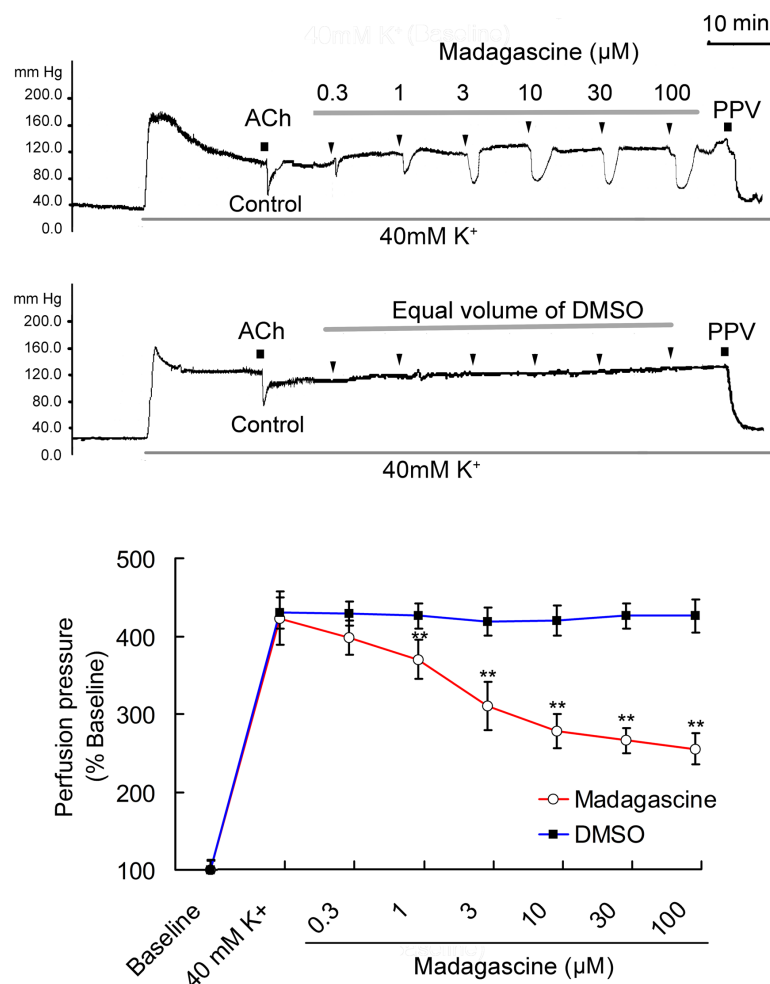 40mM K⁺ (Baseline)
10 min
Madagascine (μM)
mm Hg
200.0
160.0
120.0
80.0
40.0
0.0
0.3 1 3 10 30 100
ACh
PPV
Control
40mM K⁺
mm Hg
200.0
160.0
120.0
80.0
40.0
0.0
Equal volume of DMSO
ACh
PPV
Control
40mM K⁺
Perfusion pressure
(% Baseline)
500
400
300
200
100
**
**
**
**
**
Madagascine
DMSO
Baseline
40 mM K+
0.3
1
3
10
30
100
Madagascine (μM)